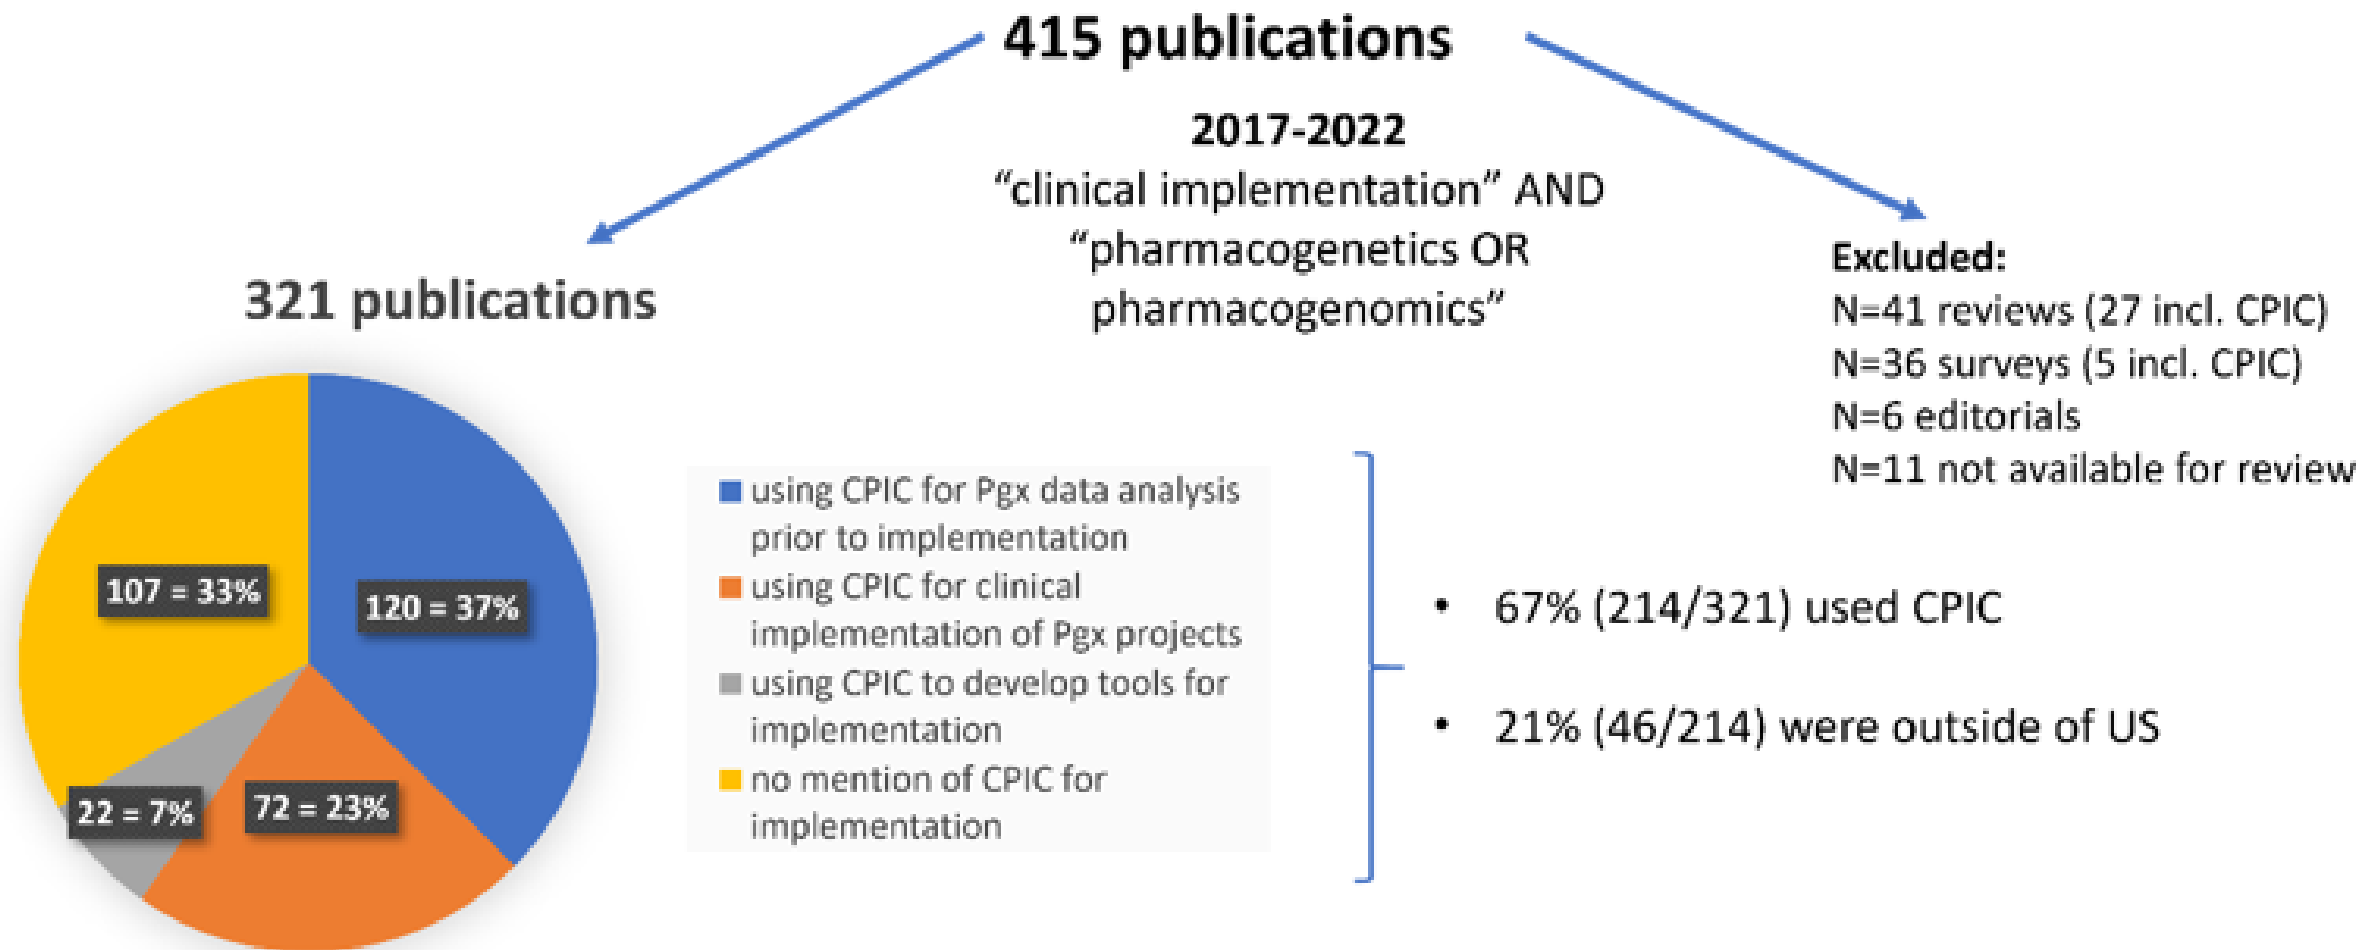 415 publications
2017-2022
“clinical implementation” AND
“pharmacogenetics OR
pharmacogenomics”
321 publications
Excluded:
N=41 reviews (27 incl. CPIC)
N=36 surveys (5 incl. CPIC)
N=6 editorials
N=11 not available for review
107 = 33%
120 = 37%
22 = 7%
72 = 23%
using CPIC for Pgx data analysis
prior to implementation
using CPIC for clinical
implementation of Pgx projects
using CPIC to develop tools for
implementation
no mention of CPIC for
implementation
• 67% (214/321) used CPIC
• 21% (46/214) were outside of US